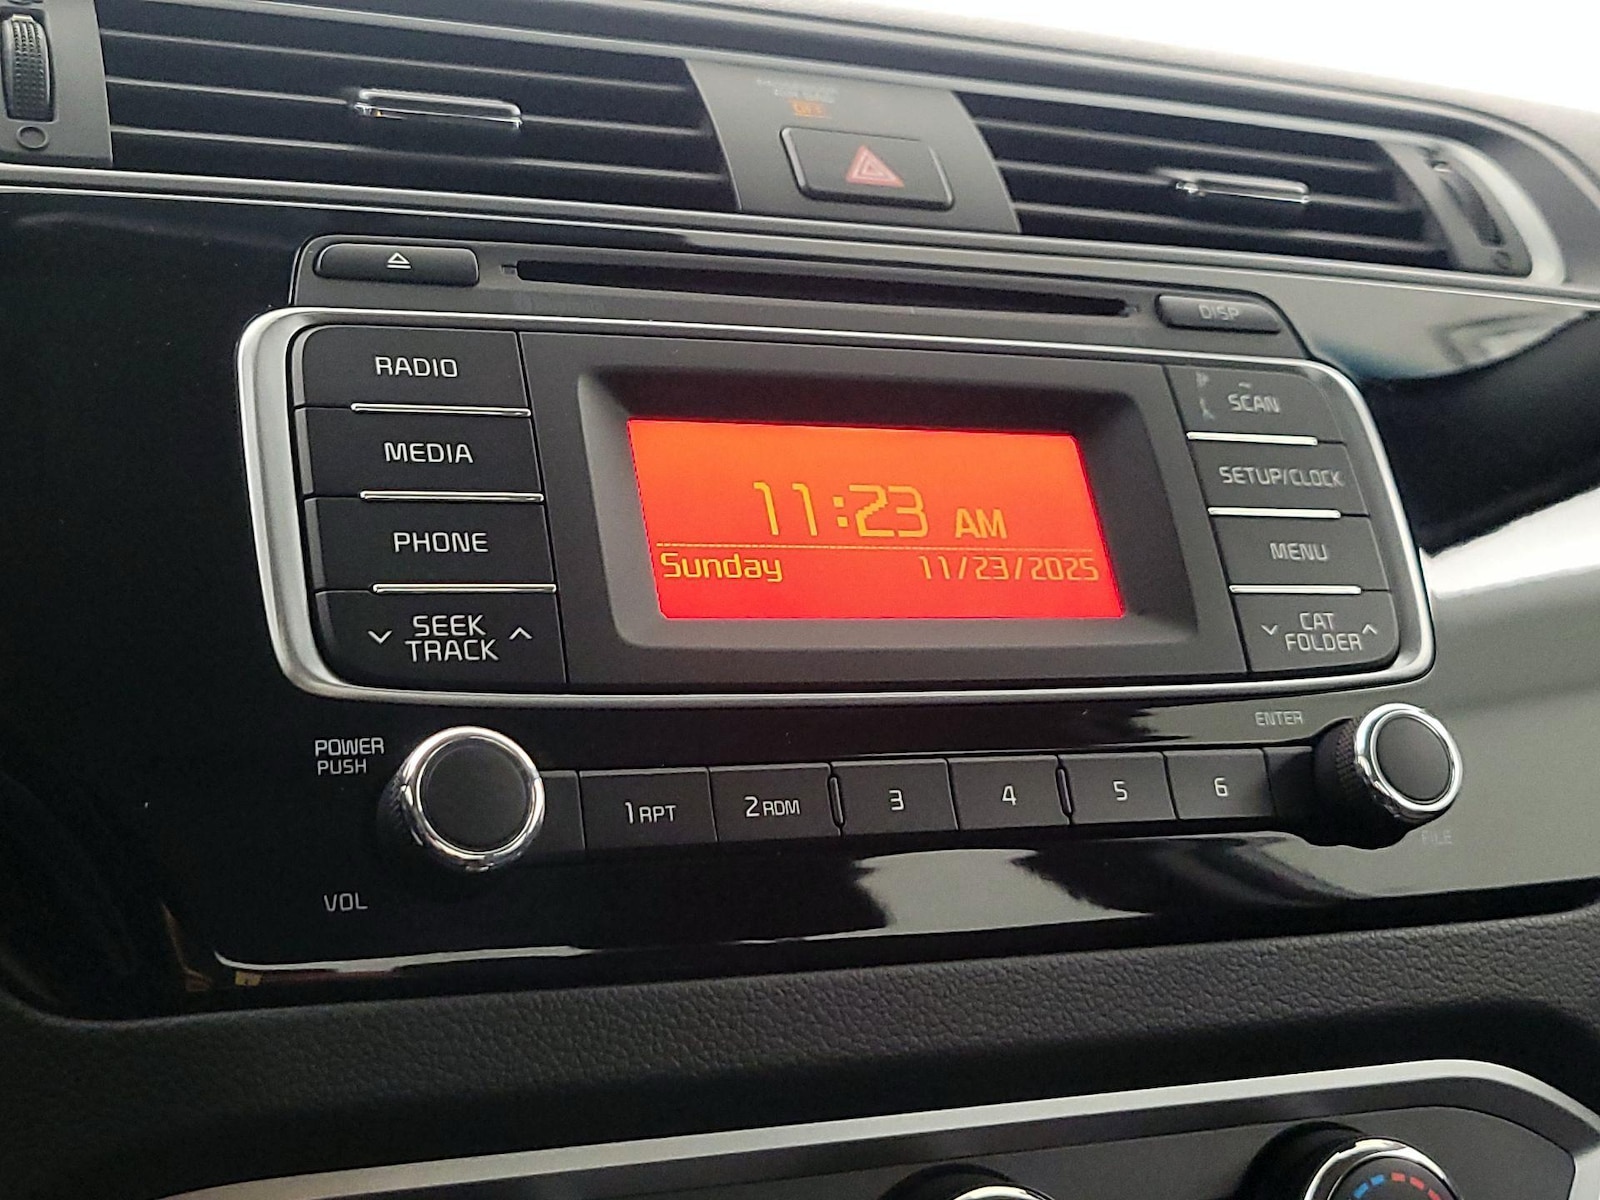 DISP
RADIO
SCAN
MEDIA
SETUP/CLOCK
11:23 AM
PHONE
MENU
Sunday 11/23/2025
SEEK
TRACK
CAT
FOLDER
ENTER
POWER
PUSH
1 RPT
2 RDM
3
4
5
6
FILE
VOL